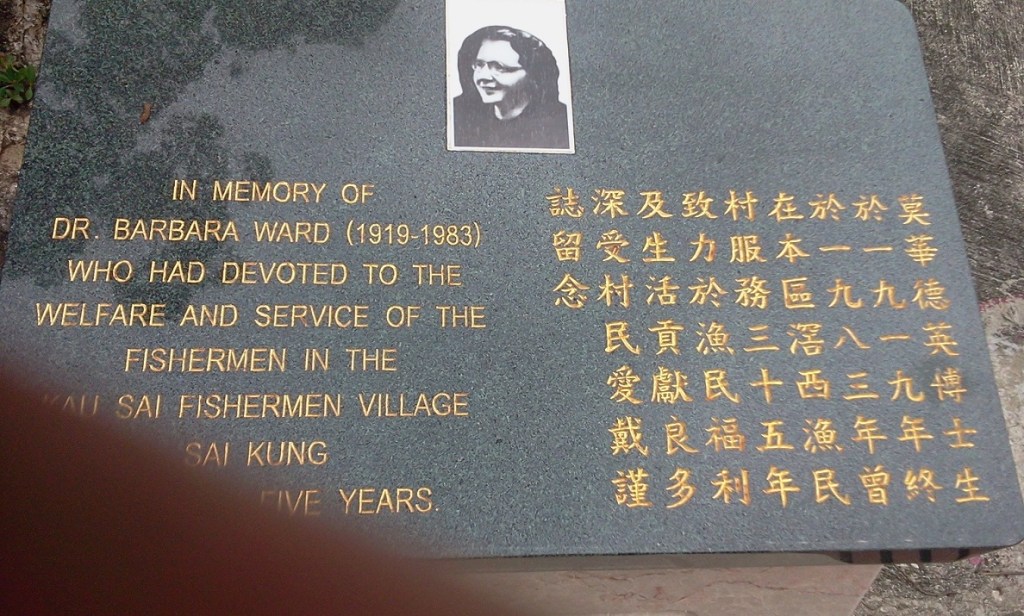 IN MEMORY OF
DR. BARBARA WARD (1919-1983)
WHO HAD DEVOTED TO THE
WELFARE AND SERVICE OF THE
FISHERMEN IN THE
KAU SAI FISHERMEN VILLAGE
SAI KUNG
FIVE YEARS.
莫華德英博士生
於一九一九年終
於一九八三年曾
在本區滘西漁民
村服務三十五年
致力於漁民福利
及生活貢獻良多
深受村民愛戴謹
誌留念